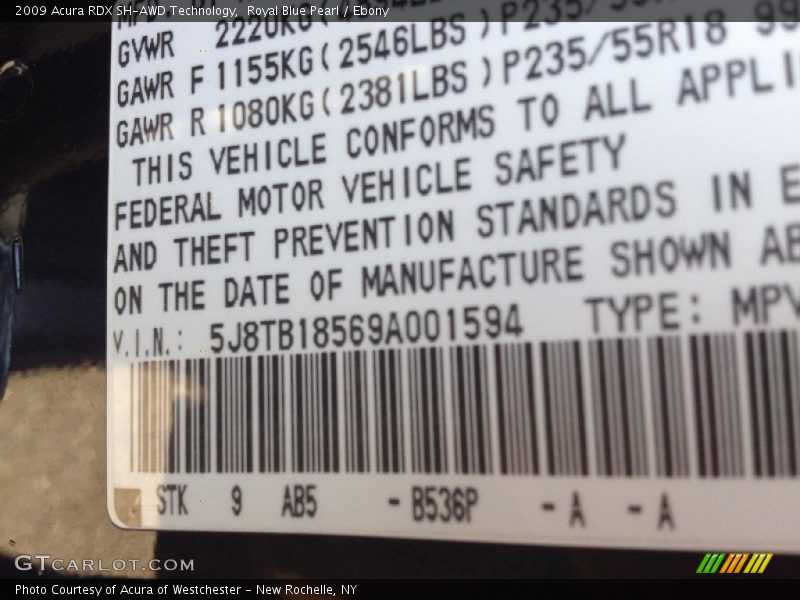 2009 Acura RDX SH-AWD Technology, Royal Blue Pearl / Ebony
GVWR 2220KG(
GAWR F 1155KG(2546LBS)P235/
GAWR R 1080KG(2381LBS)P235/55R18 99
THIS VEHICLE CONFORMS TO ALL APPLI
FEDERAL MOTOR VEHICLE SAFETY
AND THEFT PREVENTION STANDARDS IN E
ON THE DATE OF MANUFACTURE SHOWN AB
V.I.N.: 5J8TB18569A001594 TYPE: MPV
STK 9 AB5 -B536P -A -A
GTCARLOT.COM
Photo Courtesy of Acura of Westchester - New Rochelle, NY